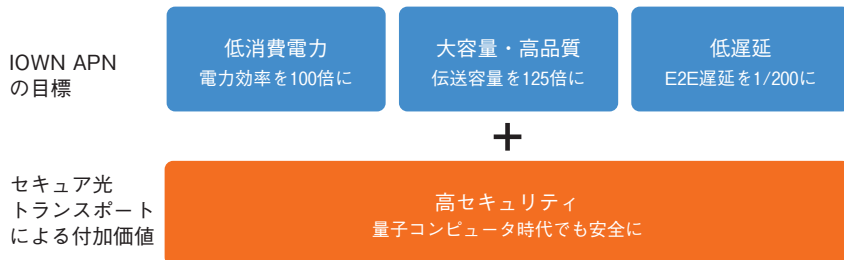 IOWN APN
の目標
低消費電力
電力効率を100倍に
大容量・高品質
伝送容量を125倍に
低遅延
E2E遅延を1/200に
+
セキュア光
トランスポート
による付加価値
高セキュリティ
量子コンピュータ時代でも安全に